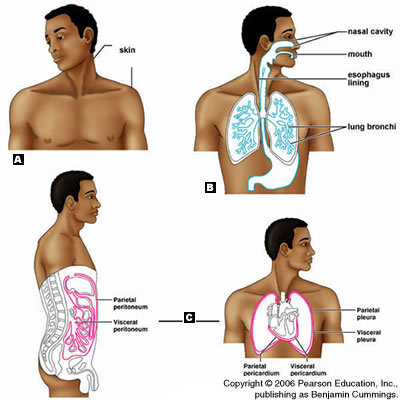 skin
A
nasal cavity
mouth
esophagus
lining
lung bronchi
B
Parietal
peritoneum
Visceral
peritoneum
C
Parietal
pleura
Visceral
pleura
Parietal
pericardium
Visceral
pericardium
Copyright © 2006 Pearson Education, Inc.,
publishing as Benjamin Cummings.